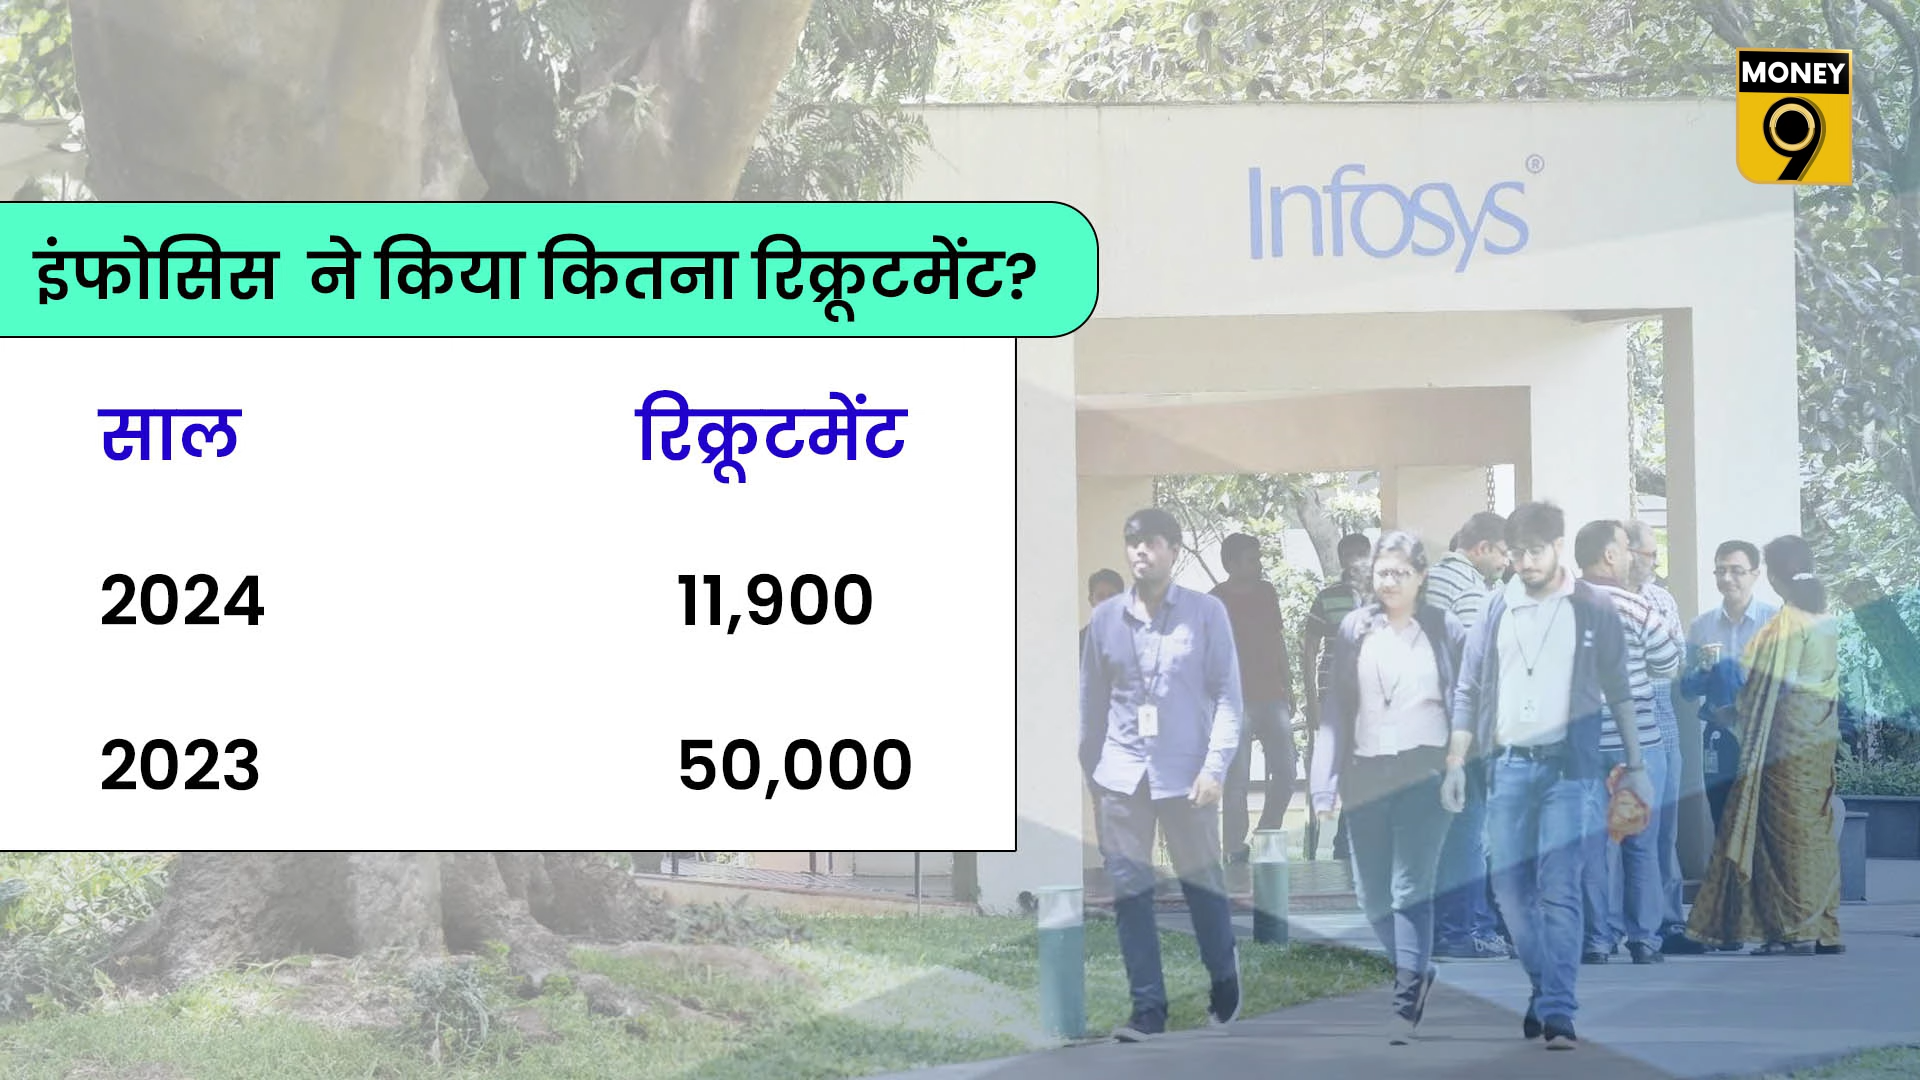 MONEY
9
Infosys®
इंफोसिस ने किया कितना रिक्रूटमेंट?
साल रिक्रूटमेंट
2024 11,900
2023 50,000